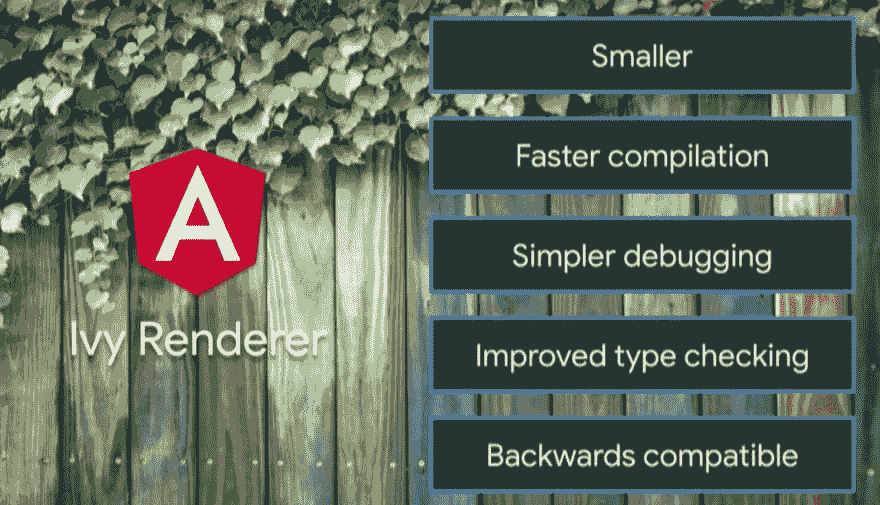 A
Ivy Renderer
Smaller
Faster compilation
Simpler debugging
Improved type checking
Backwards compatible